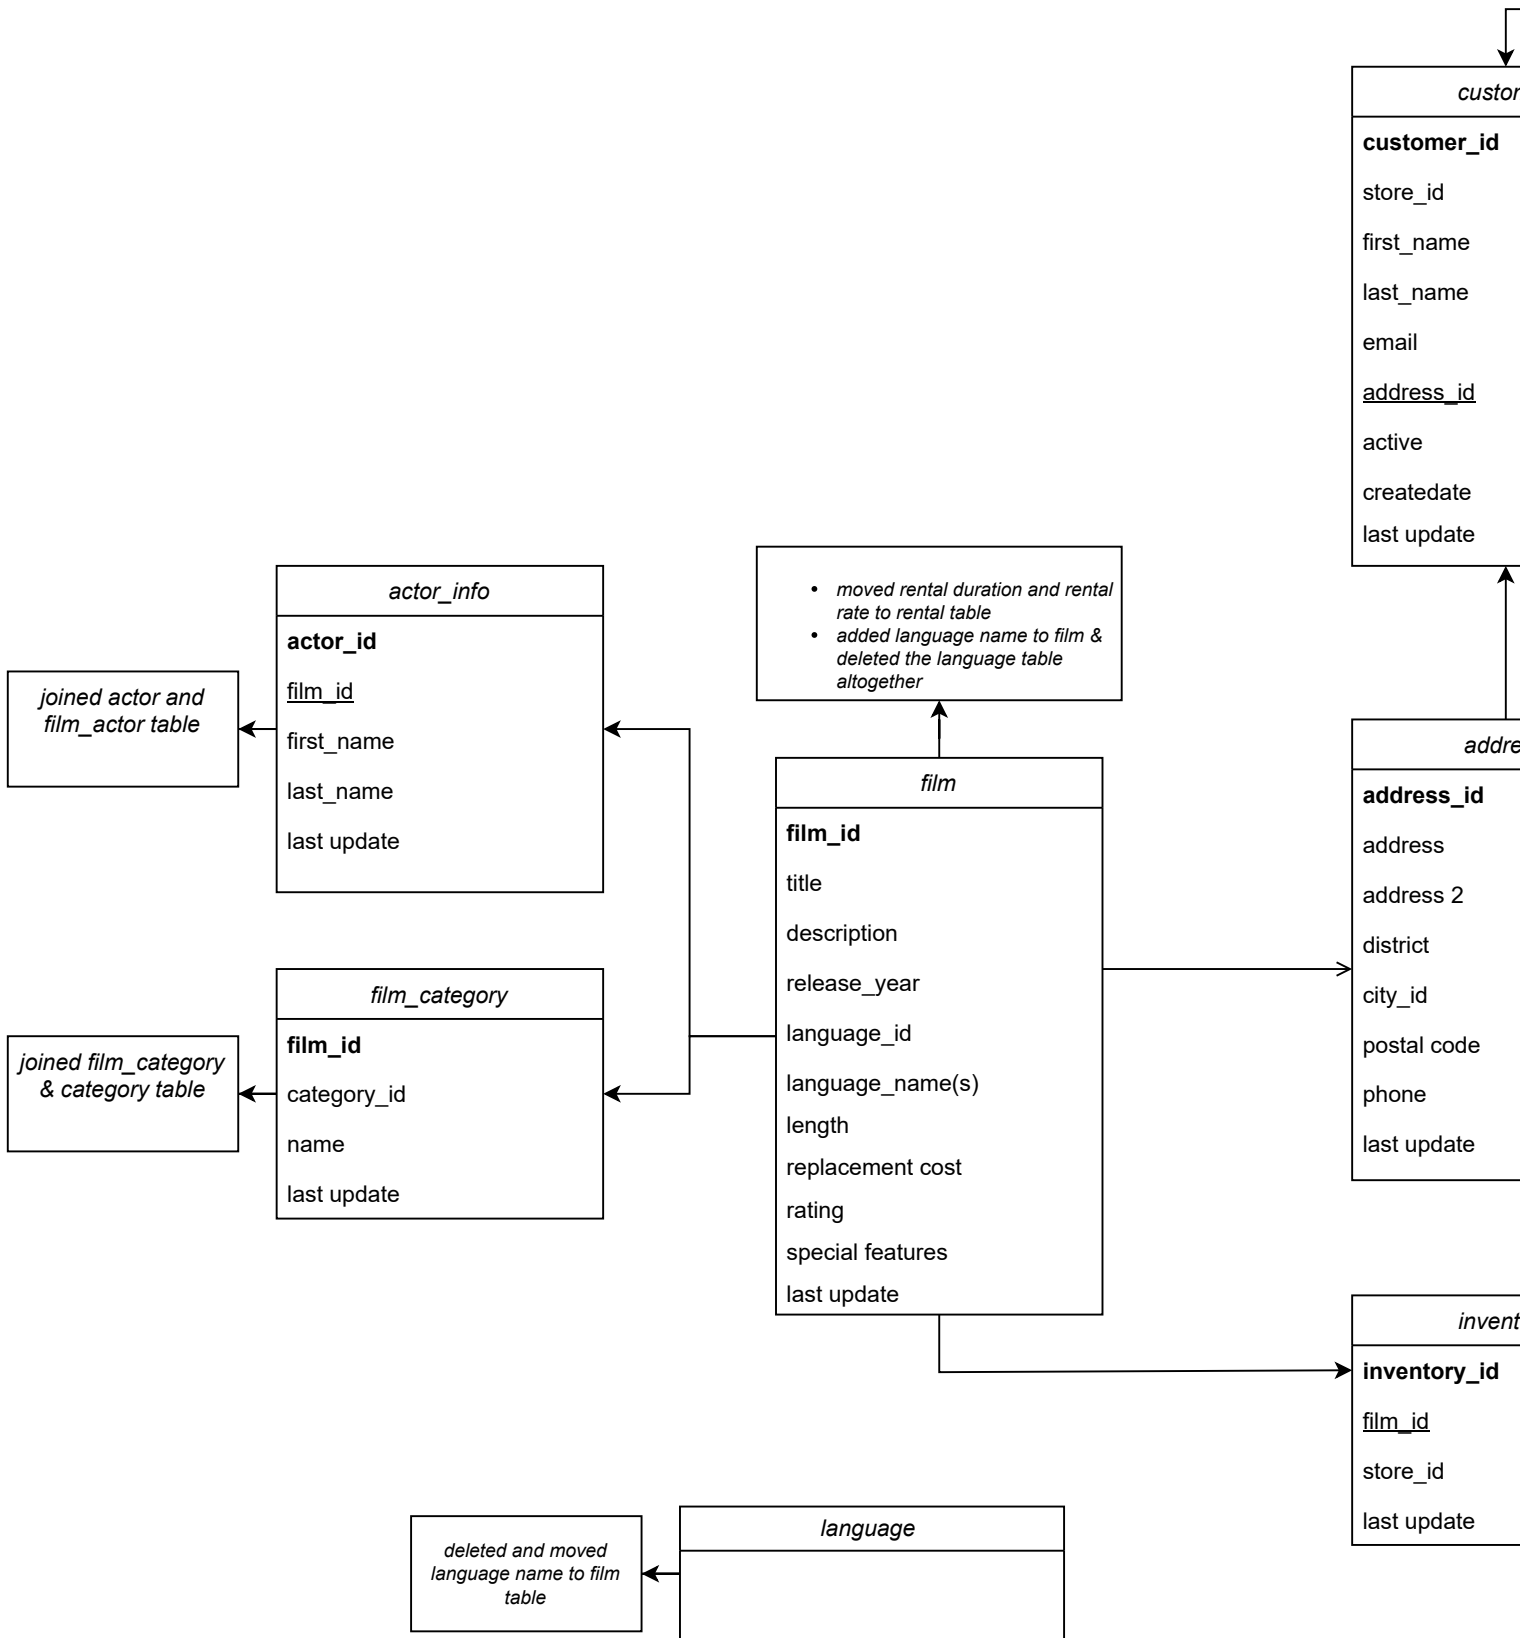 custor
customer_id
store_id
first_name
last_name
email
address_id
active
createdate
last update
actor_info
actor_id
film_id
first_name
last_name
last update
joined actor and
film_actor table
• moved rental duration and rental
rate to rental table
• added language name to film &
deleted the language table
altogether
film
film_id
title
description
release_year
language_id
language_name(s)
length
replacement cost
rating
special features
last update
addre
address_id
address
address 2
district
city_id
postal code
phone
last update
film_category
film_id
category_id
name
last update
joined film_category
& category table
invent
inventory_id
film_id
store_id
last update
language
deleted and moved
language name to film
table